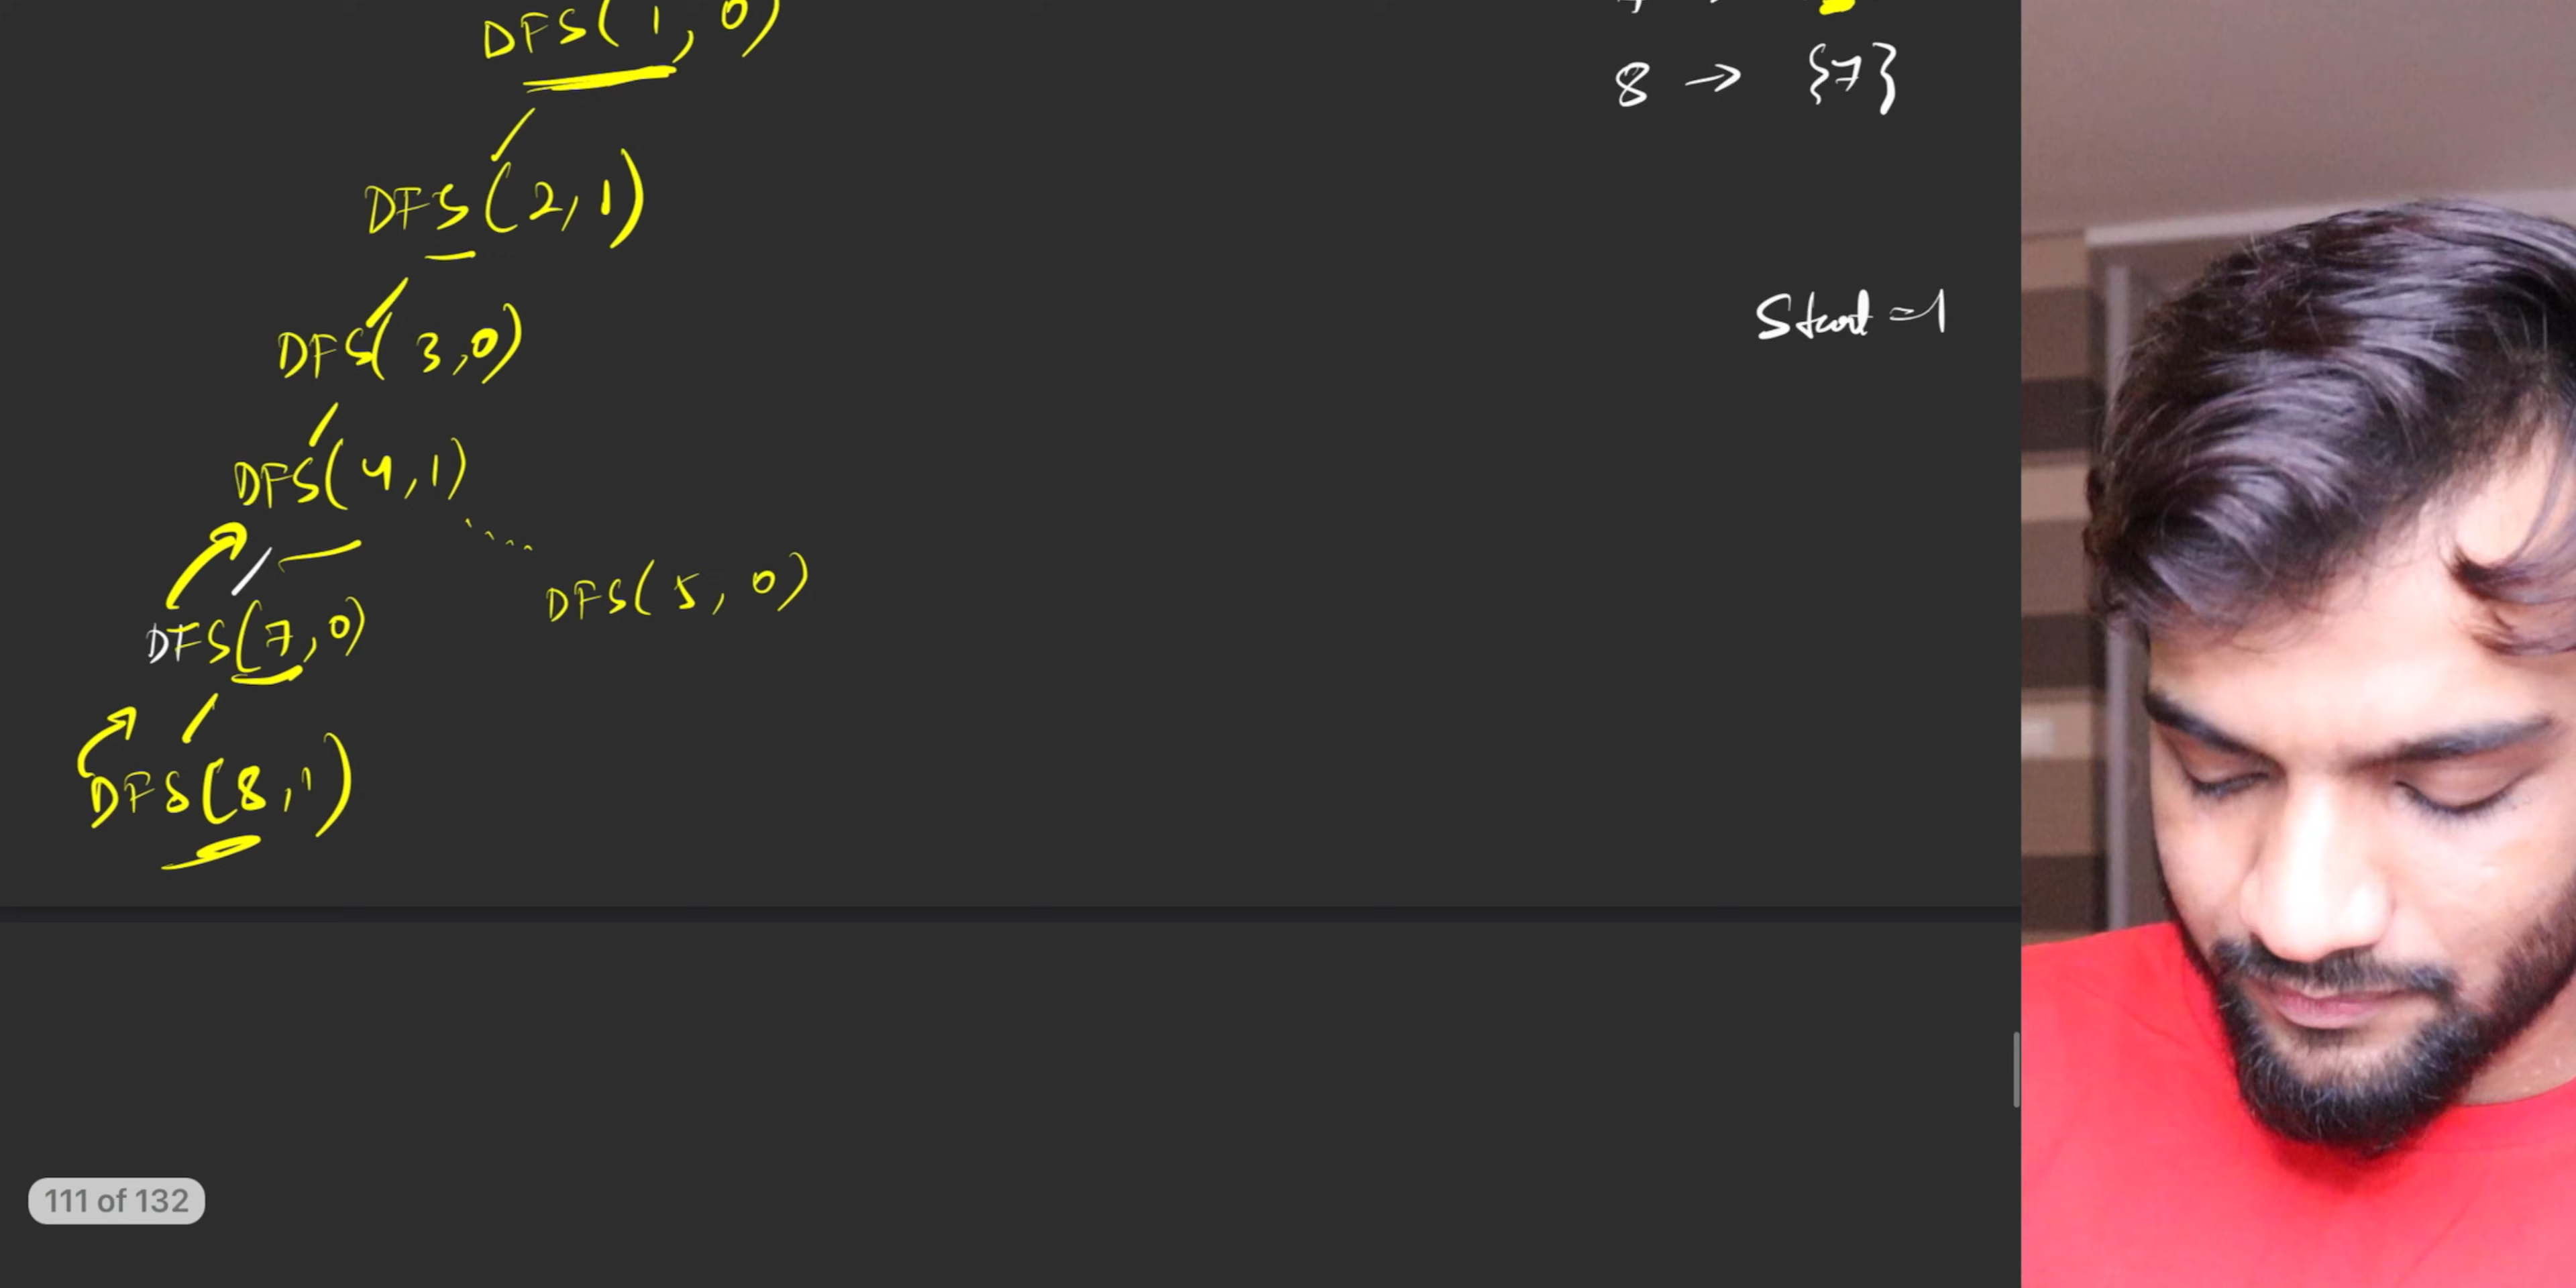 DFS(1, 0)
8 → {7}
DFS(2,1)
Start = 1
DFS(3,0)
DFS(4,1)
DFS(5, 0)
DFS(7,0)
DFS(8,1)
111 of 132